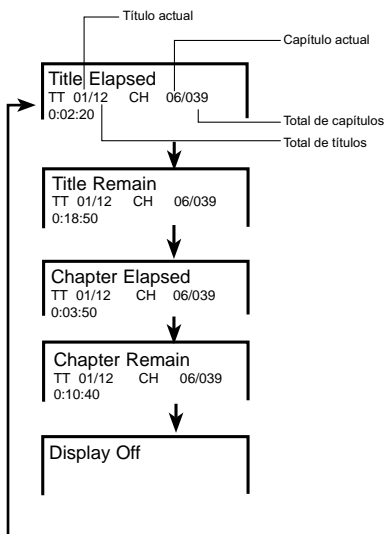 Título actual
Capítulo actual
Title Elapsed
TT 01/12 CH 06/039
0:02:20
Total de capítulos
Total de títulos
Title Remain
TT 01/12 CH 06/039
0:18:50
Chapter Elapsed
TT 01/12 CH 06/039
0:03:50
Chapter Remain
TT 01/12 CH 06/039
0:10:40
Display Off